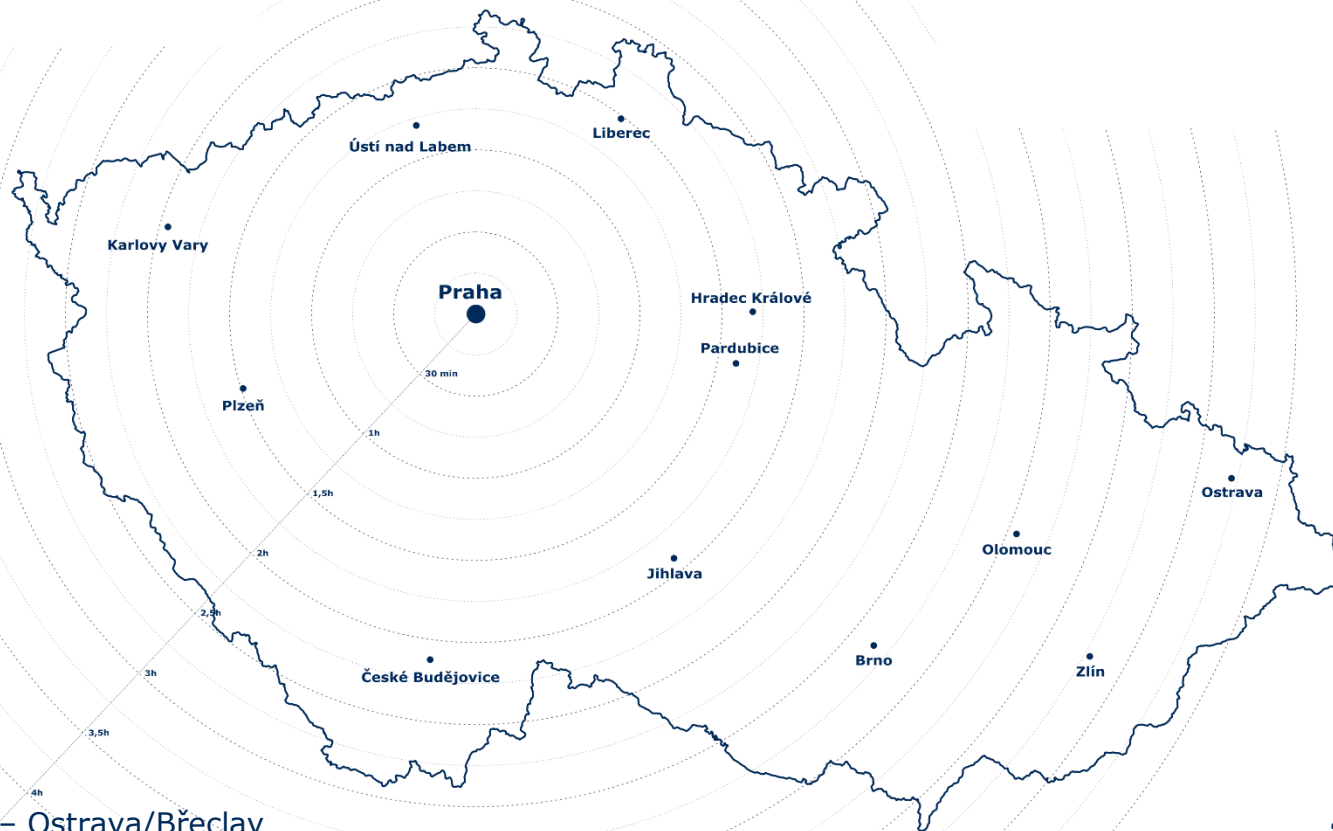 Liberec
Ústí nad Labem
Karlovy Vary
Praha
Hradec Králové
Pardubice
30 min
Plzeň
1h
1,5h
Ostrava
2h
Olomouc
Jihlava
2,5h
Brno
Zlín
České Budějovice
3h
3,5h
4h
– Ostrava/Břeclav